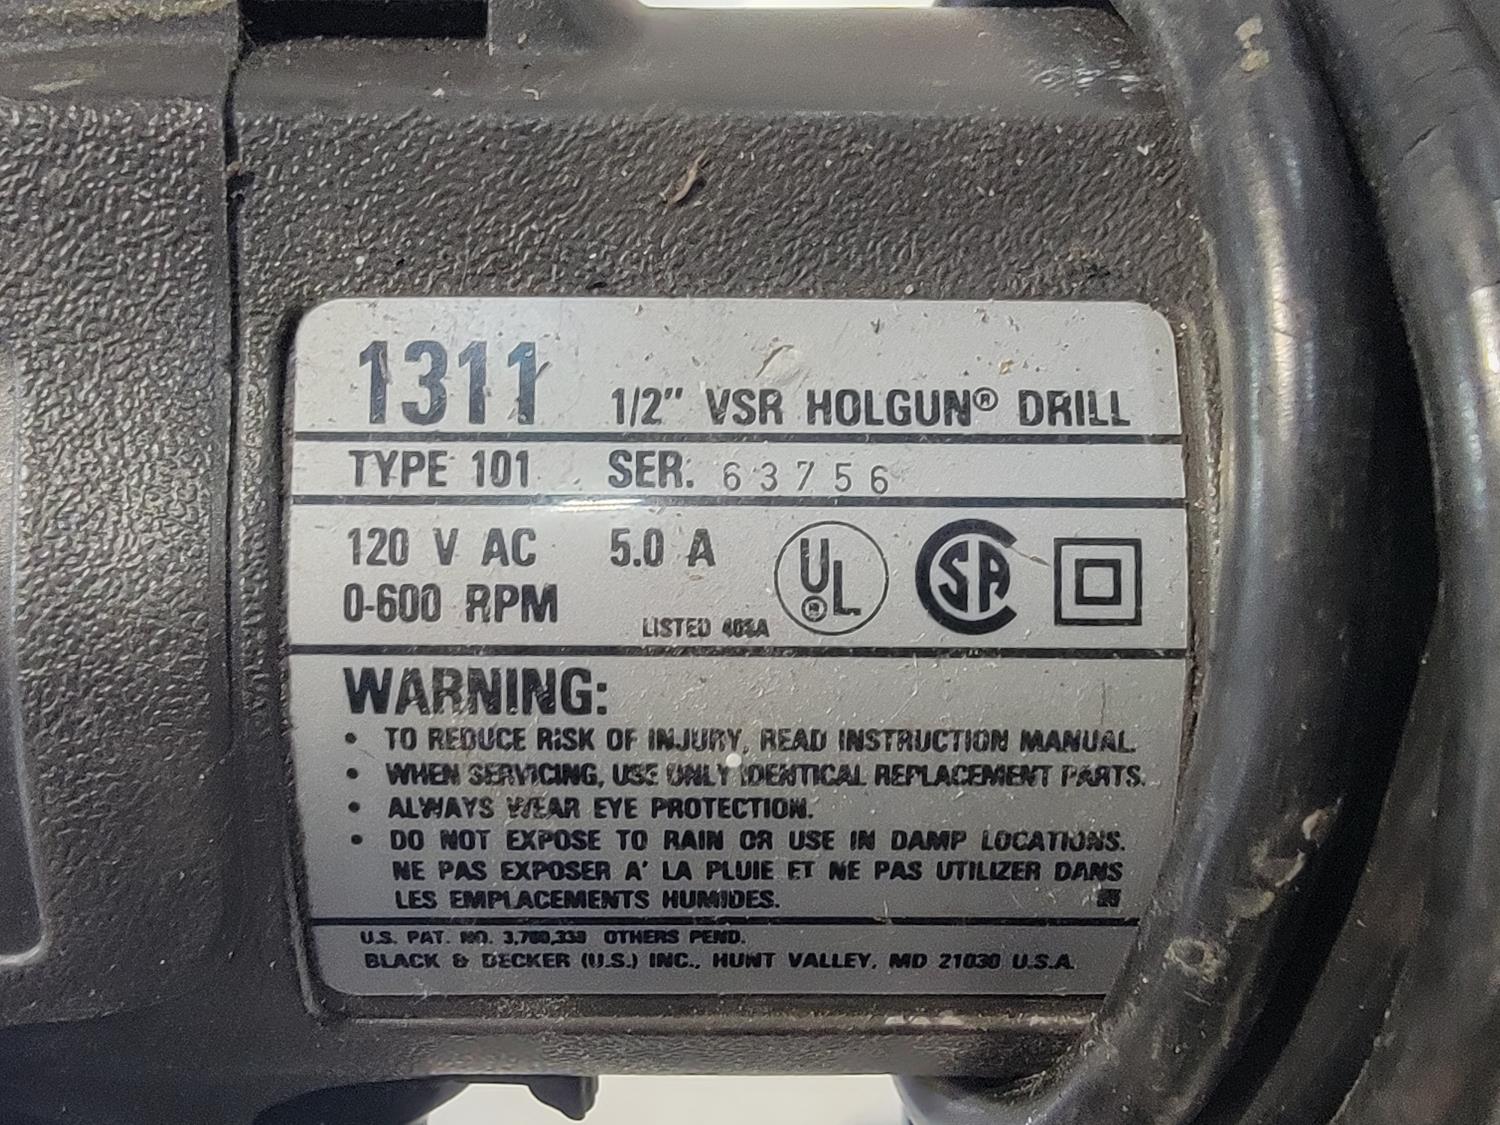 1311 1/2" VSR HOLGUN® DRILL
TYPE 101 SER. 63756
120 V AC 5.0 A
0-600 RPM
LISTED
UL ®
SA
WARNING:
• TO REDUCE RISK OF INJURY, READ INSTRUCTION MANUAL.
• WHEN SERVICING, USE ONLY IDENTICAL REPLACEMENT PARTS.
• ALWAYS WEAR EYE PROTECTION.
• DO NOT EXPOSE TO RAIN OR USE IN DAMP LOCATIONS.
NE PAS EXPOSER A' LA PLUIE ET NE PAS UTILIZER DANS
LES EMPLACEMENTS HUMIDES.
U.S. PAT. NO. OTHERS PEND.
BLACK & DECKER (U.S.) INC., HUNT VALLEY, MD 21030 U.S.A.